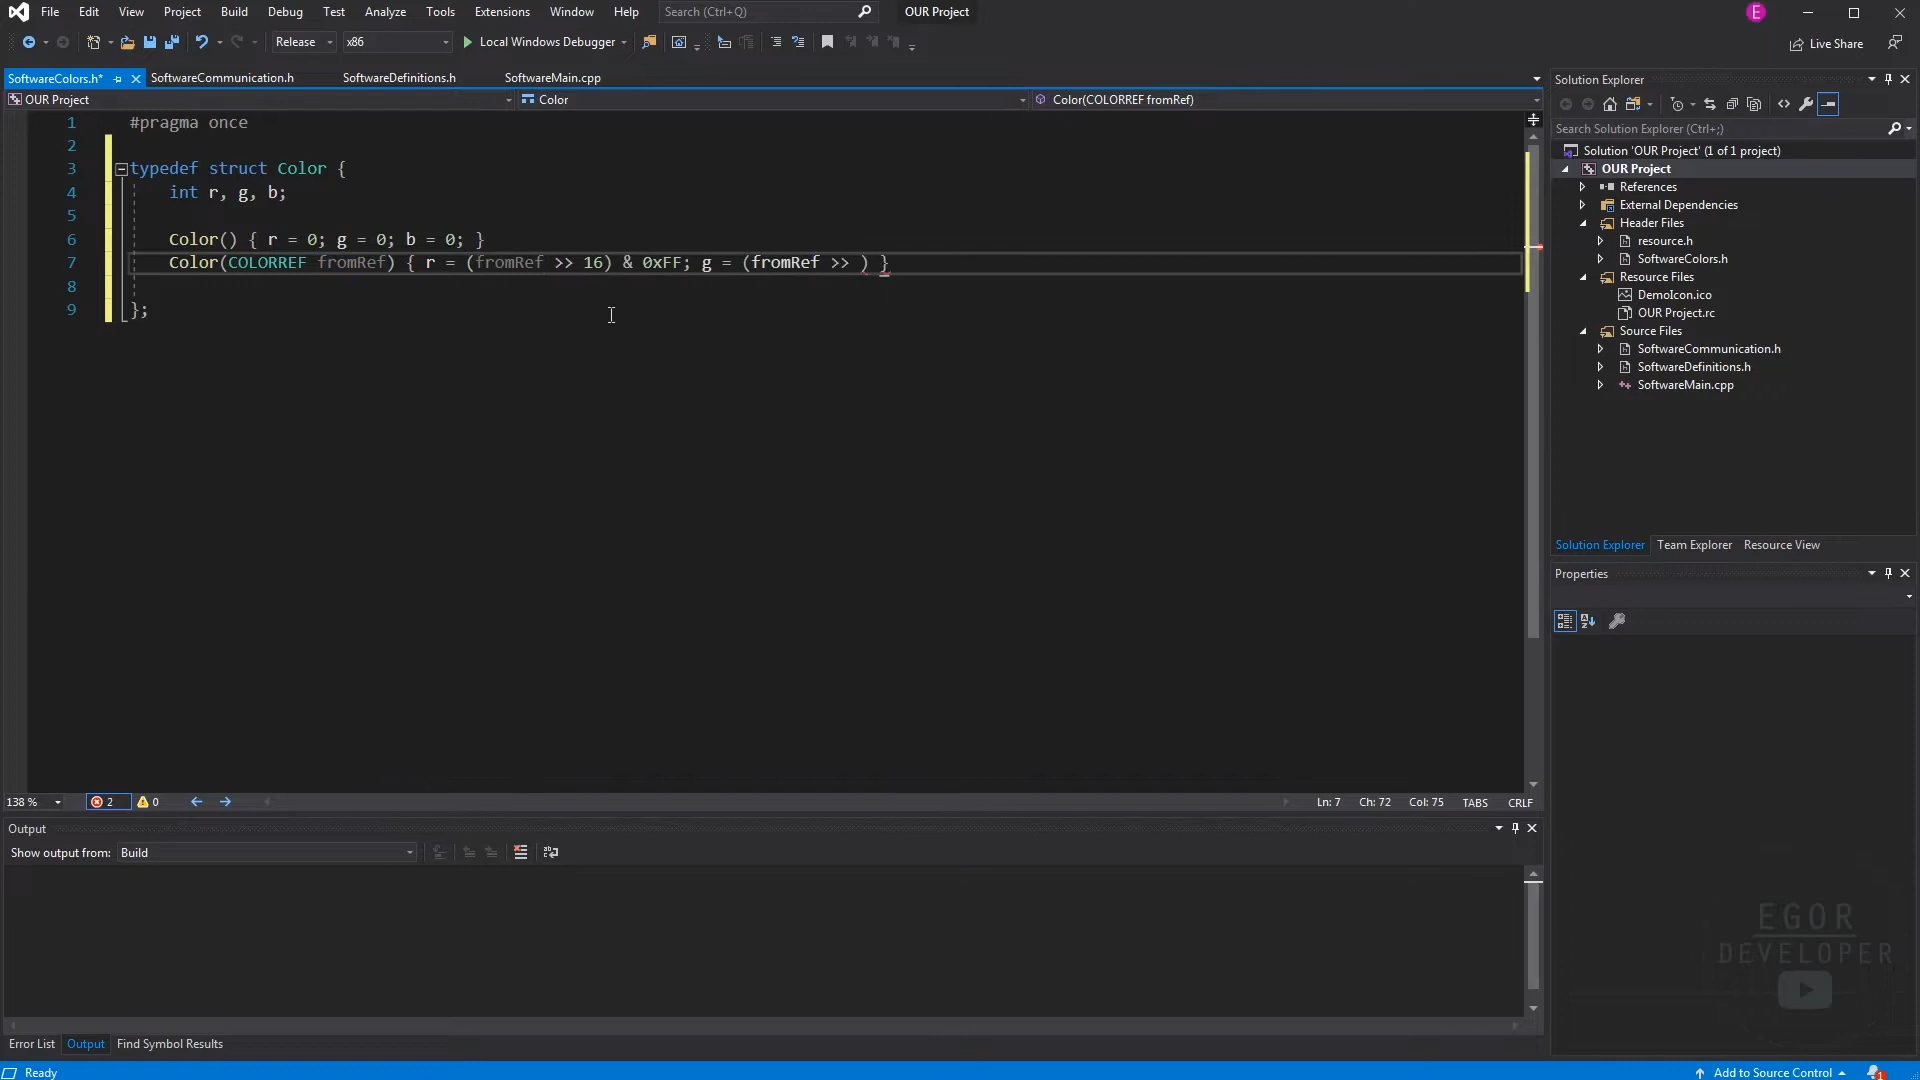 File Edit View Project Build Debug Test Analyze Tools Extensions Window Help Search (Ctrl+Q) OUR Project E
Release x86 Local Windows Debugger Live Share
SoftwareColors.h* SoftwareCommunication.h SoftwareDefinitions.h SoftwareMain.cpp
OUR Project Color Color(COLORREF fromRef)
1 #pragma once
2
3 typedef struct Color {
4 int r, g, b;
5
6 Color() { r = 0; g = 0; b = 0; }
7 Color(COLORREF fromRef) { r = (fromRef >> 16) & 0xFF; g = (fromRef >> ) }
8
9 };
138 % 2 0 Ln: 7 Ch: 72 Col: 75 TABS CRLF
Output
Show output from: Build
Error List Output Find Symbol Results
Ready Add to Source Control 1
Solution Explorer
Search Solution Explorer (Ctrl+;)
Solution 'OUR Project' (1 of 1 project)
OUR Project
References
External Dependencies
Header Files
resource.h
SoftwareColors.h
Resource Files
DemoIcon.ico
OUR Project.rc
Source Files
SoftwareCommunication.h
SoftwareDefinitions.h
SoftwareMain.cpp
Solution Explorer Team Explorer Resource View
Properties
EGOR
DEVELOPER